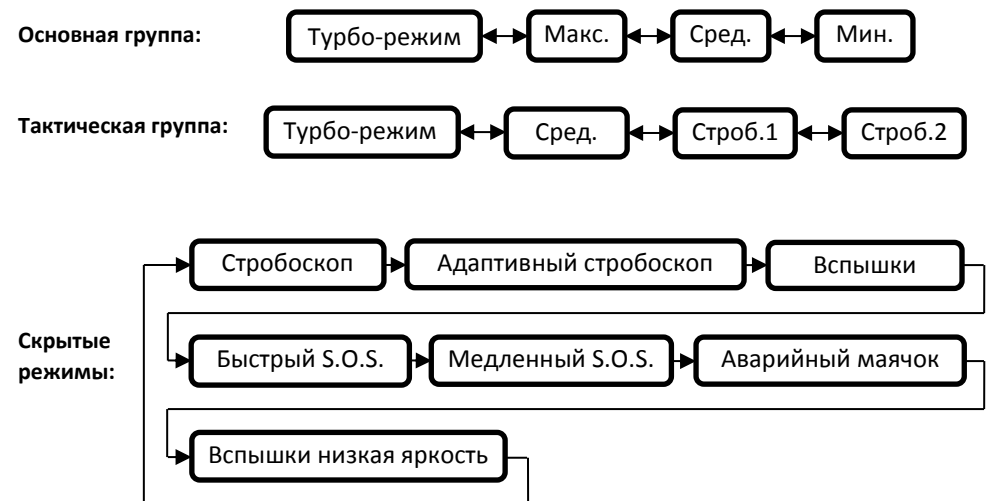 Основная группа: Турбо-режим Макс. Сред. Мин.
Тактическая группа: Турбо-режим Сред. Строб.1 Строб.2
Стробоскоп Адаптивный стробоскоп Вспышки
Скрытые
режимы:
Быстрый S.O.S. Медленный S.O.S. Аварийный маячок
Вспышки низкая яркость